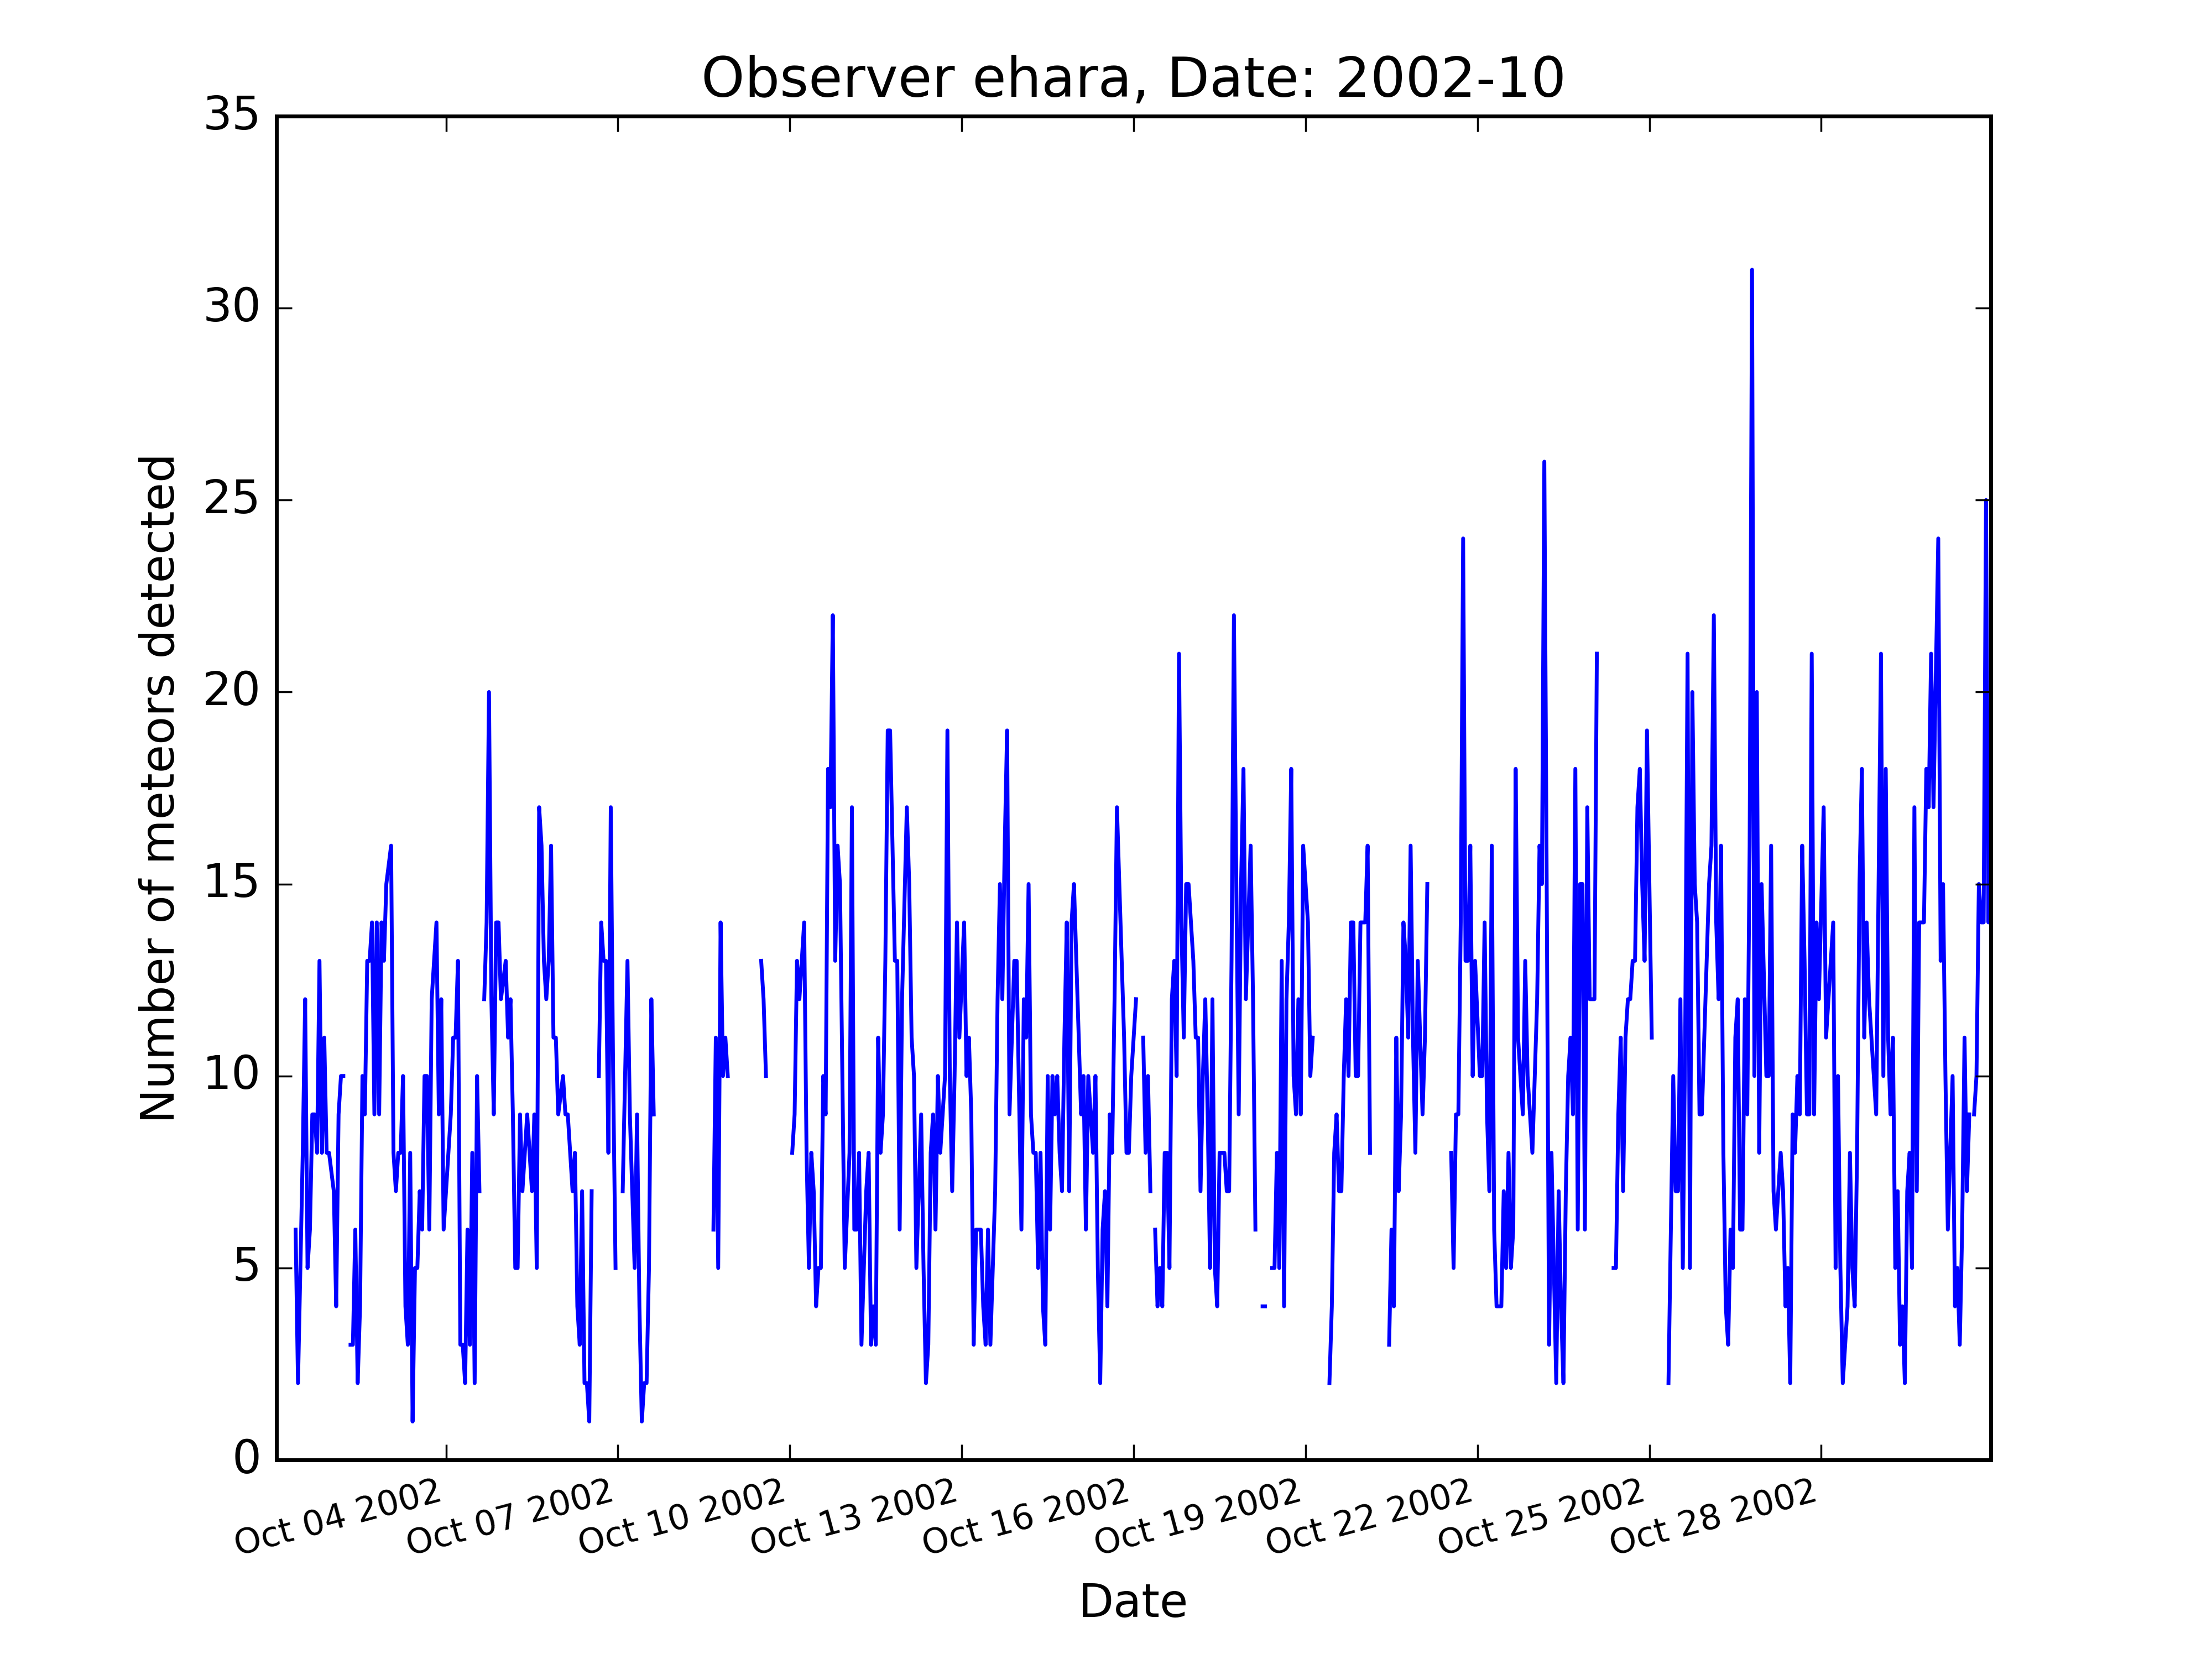 Observer ehara, Date: 2002-10
35
30
25
20
15
10
5
0
Number of meteors detected
Oct 04 2002
Oct 07 2002
Oct 10 2002
Oct 13 2002
Oct 16 2002
Oct 19 2002
Oct 22 2002
Oct 25 2002
Oct 28 2002
Date